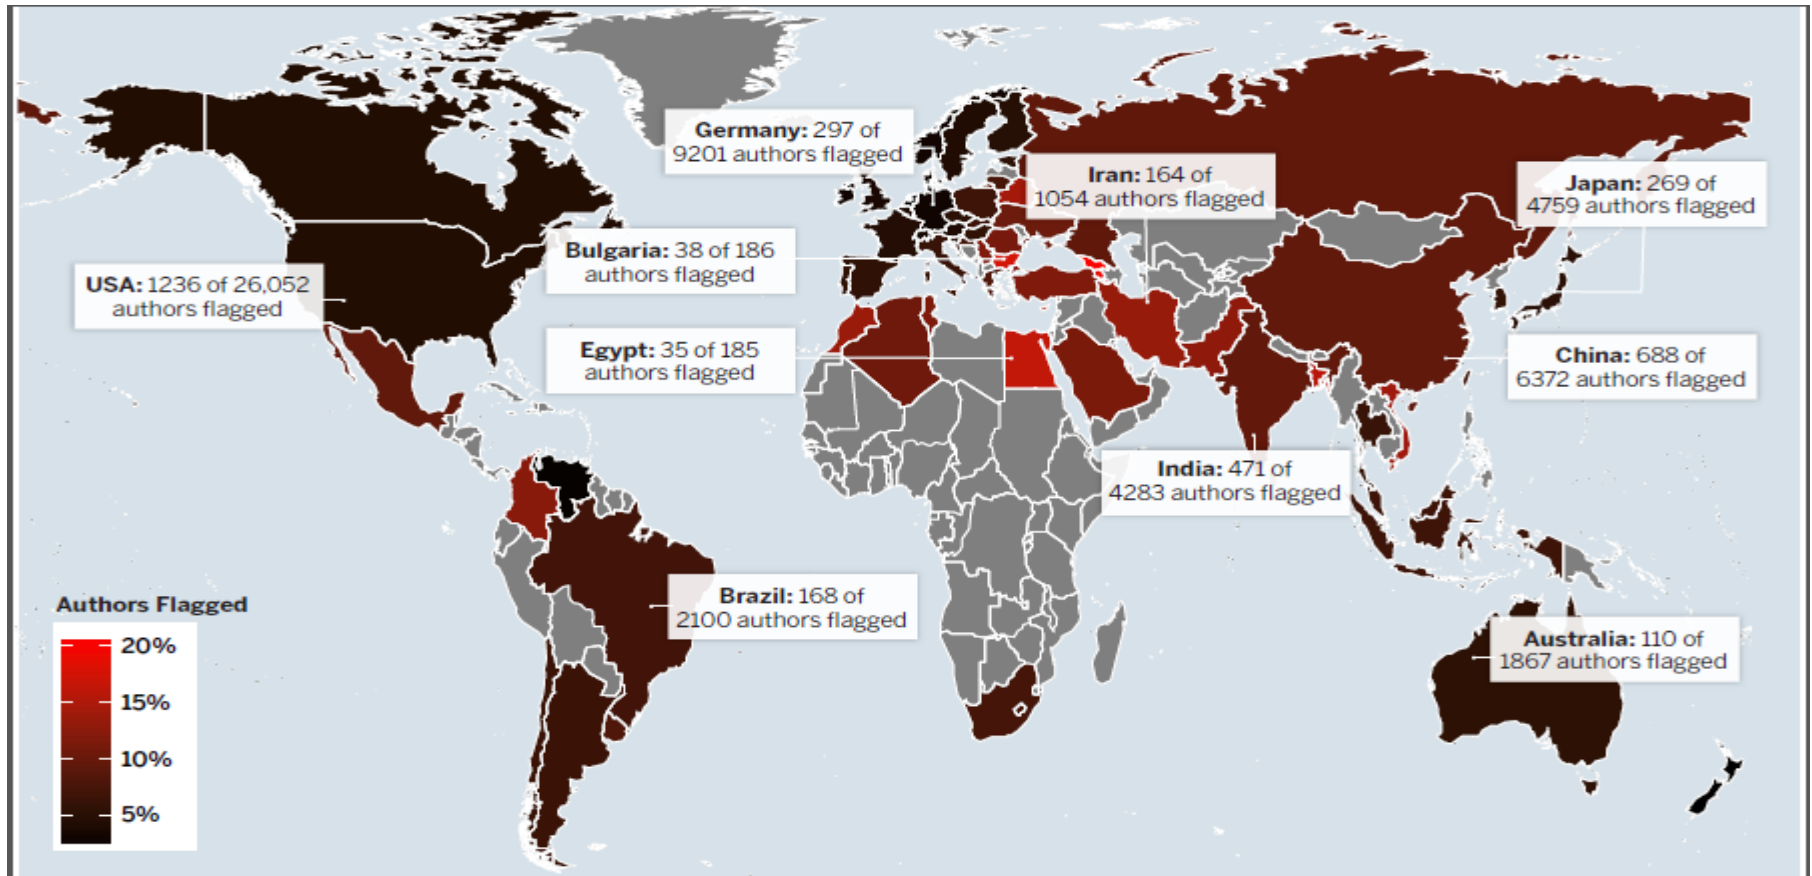 Germany: 297 of
9201 authors flagged
Iran: 164 of
1054 authors flagged
Japan: 269 of
4759 authors flagged
Bulgaria: 38 of 186
authors flagged
USA: 1236 of 26,052
authors flagged
Egypt: 35 of 185
authors flagged
China: 688 of
6372 authors flagged
India: 471 of
4283 authors flagged
Brazil: 168 of
2100 authors flagged
Australia: 110 of
1867 authors flagged
Authors Flagged
20%
15%
10%
5%